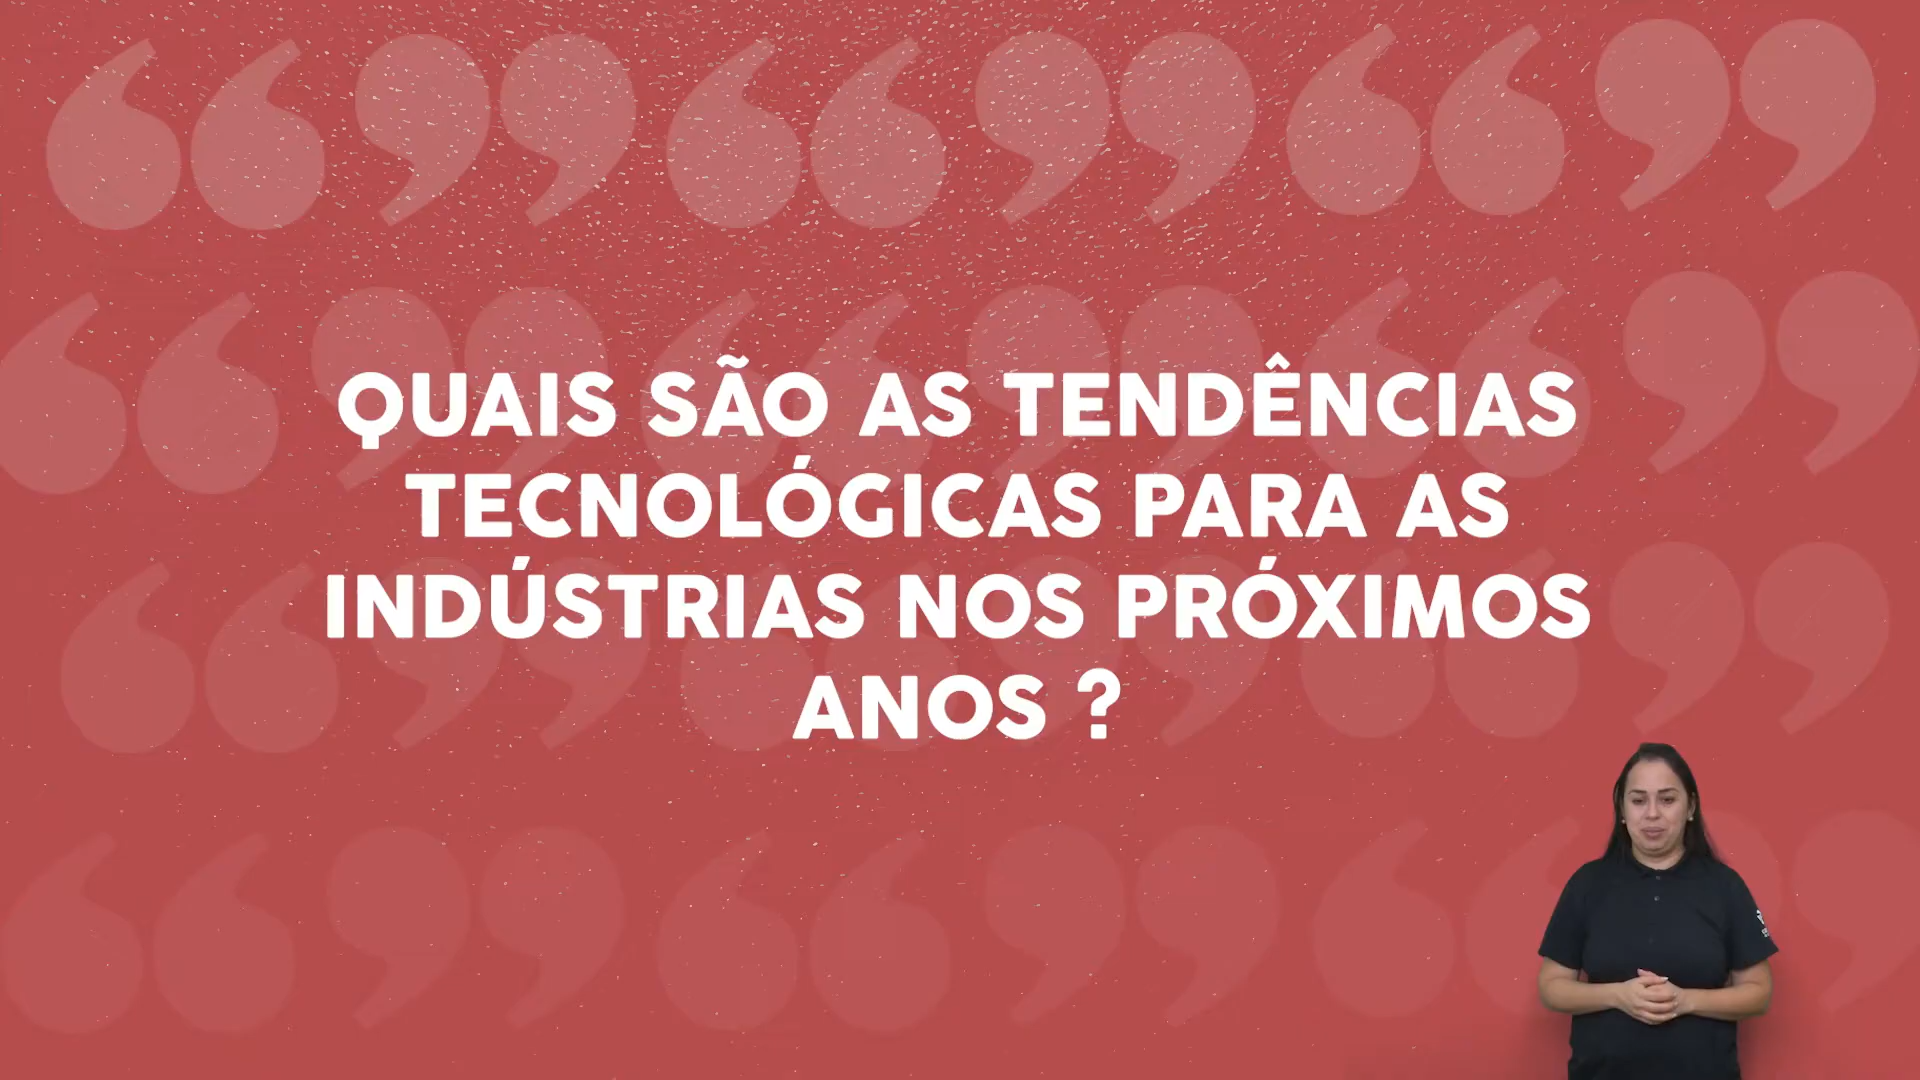 QUAIS SÃO AS TENDÊNCIAS
TECNOLÓGICAS PARA AS
INDÚSTRIAS NOS PRÓXIMOS
ANOS ?